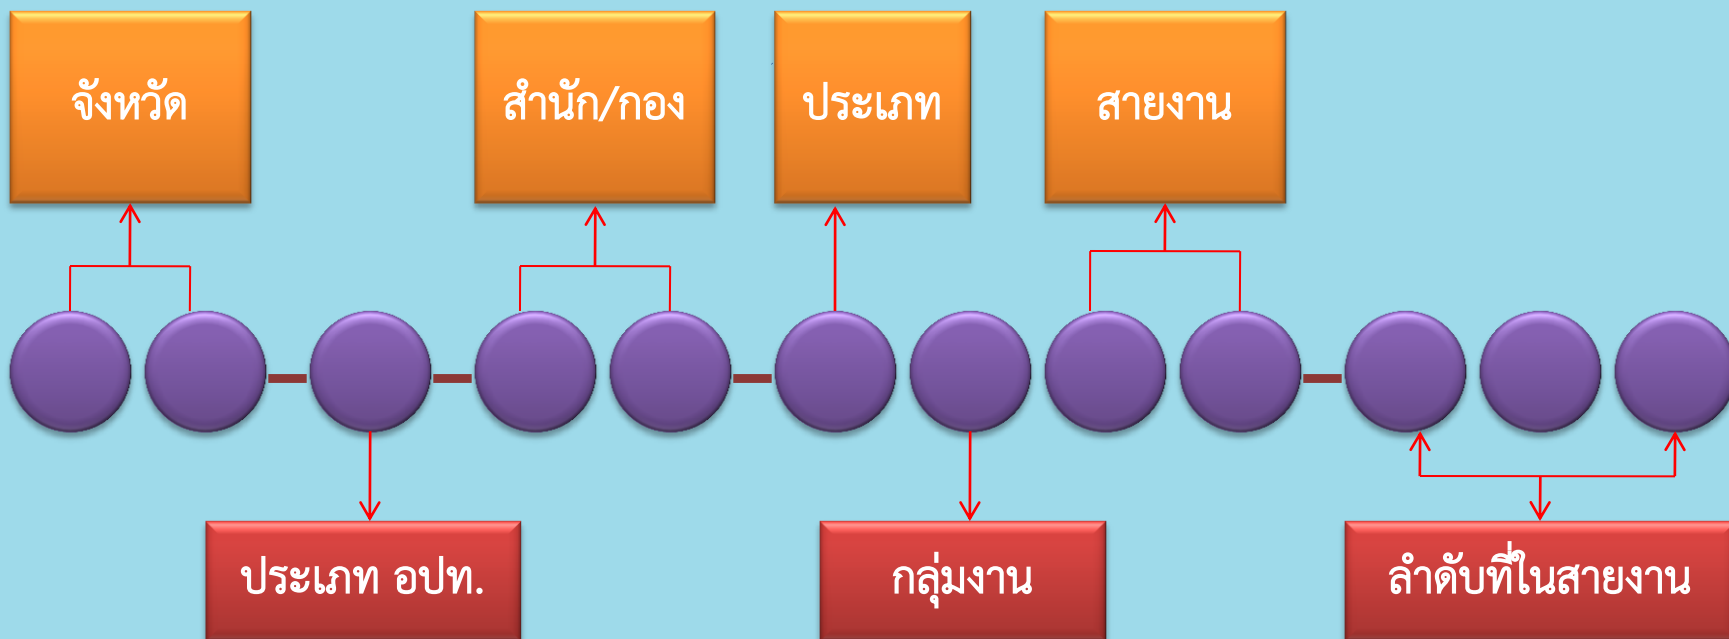 จังหวัด
สำนัก/กอง
ประเภท
สายงาน
ประเภท อปท.
กลุ่มงาน
ลำดับที่ในสายงาน